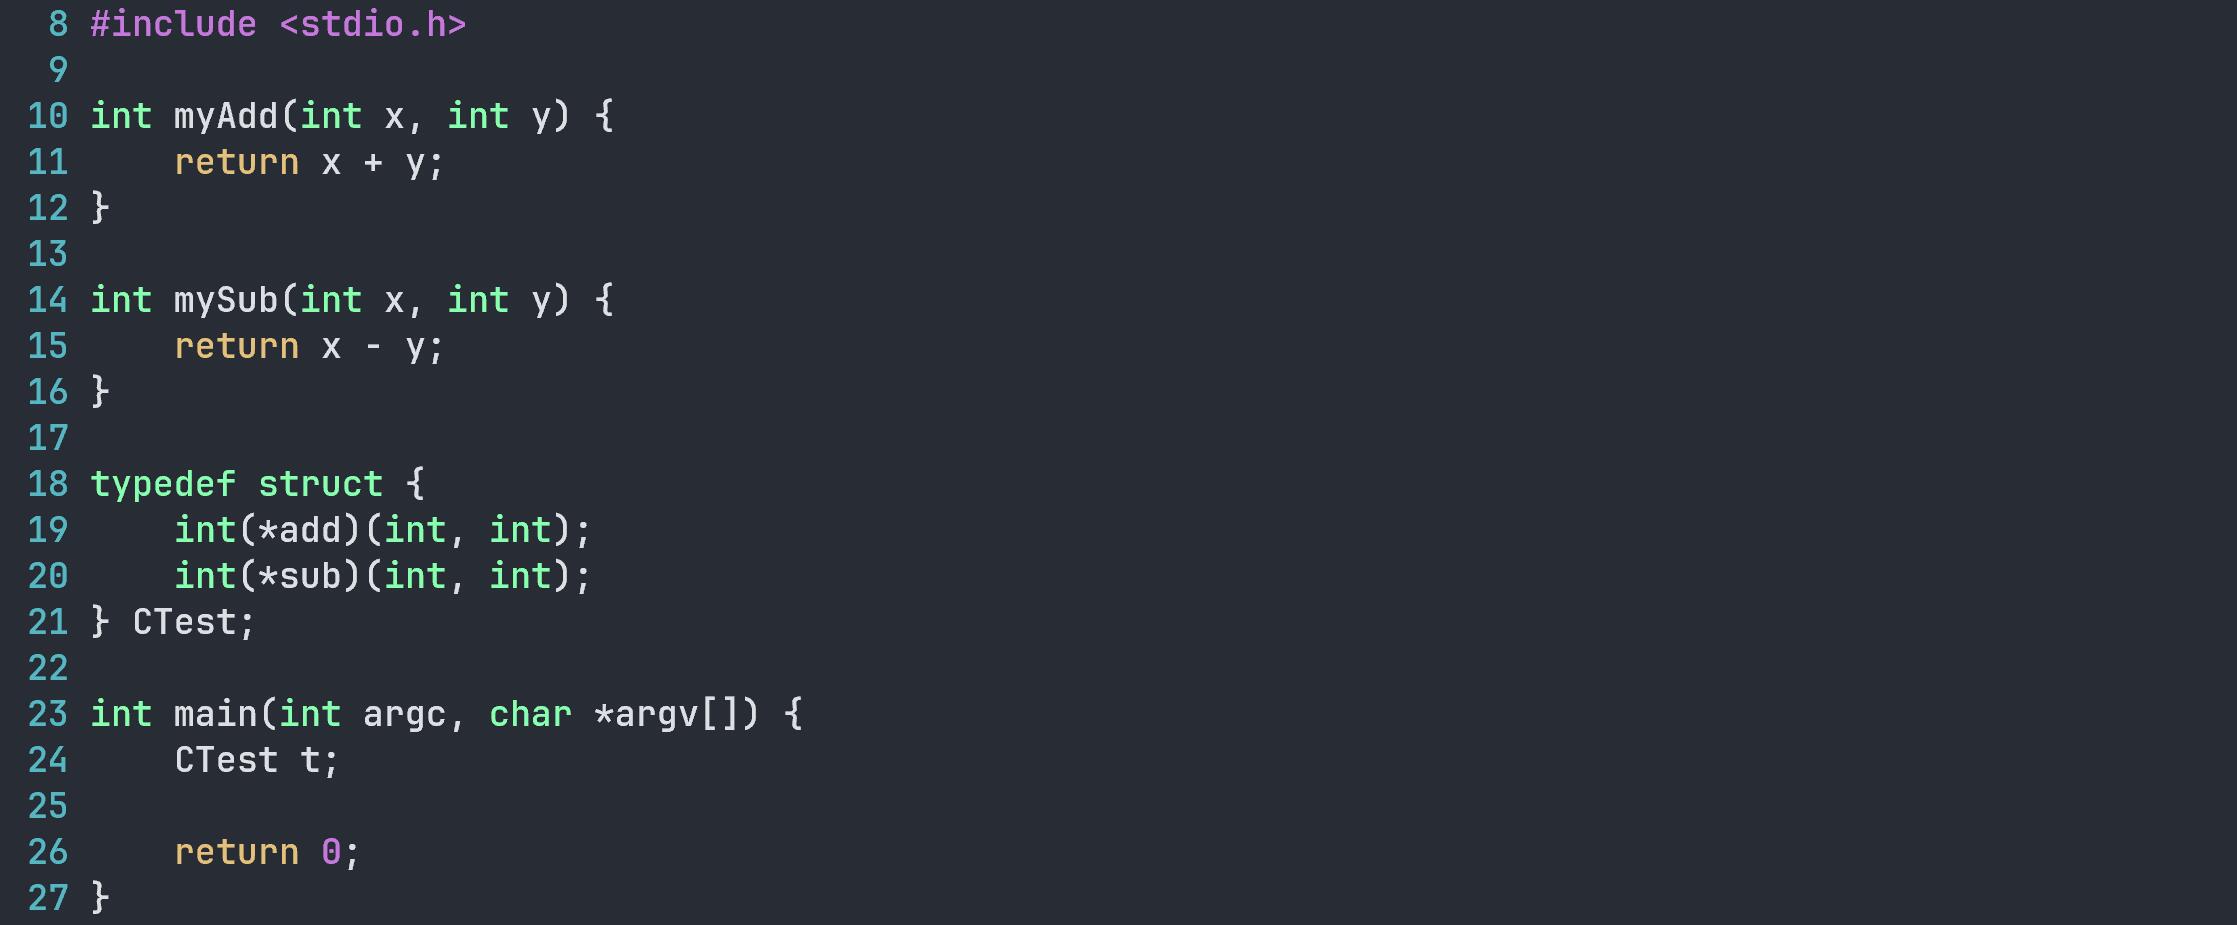 8 #include <stdio.h>
9
10 int myAdd(int x, int y) {
11     return x + y;
12 }
13
14 int mySub(int x, int y) {
15     return x - y;
16 }
17
18 typedef struct {
19     int(*add)(int, int);
20     int(*sub)(int, int);
21 } CTest;
22
23 int main(int argc, char *argv[]) {
24     CTest t;
25
26     return 0;
27 }